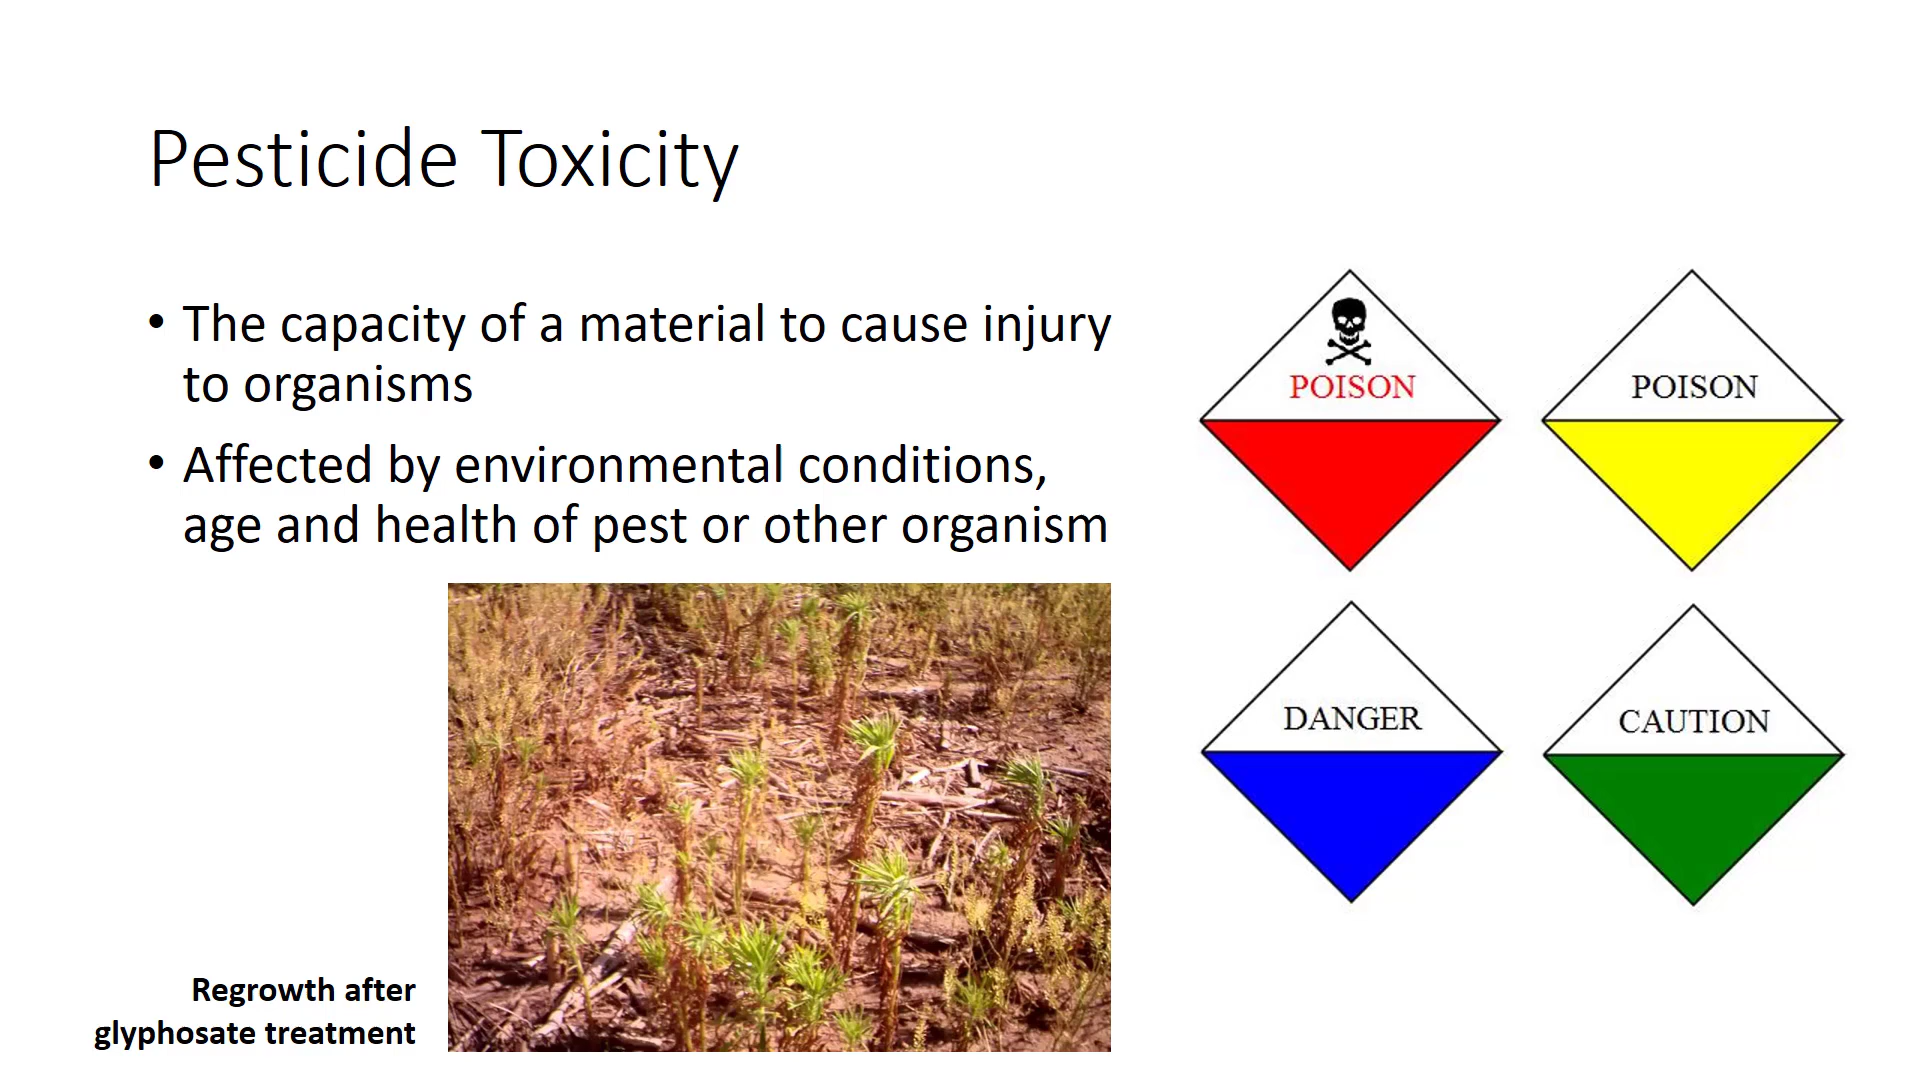 Pesticide Toxicity
• The capacity of a material to cause injury
to organisms
• Affected by environmental conditions,
age and health of pest or other organism
Regrowth after
glyphosate treatment
POISON
POISON
DANGER
CAUTION